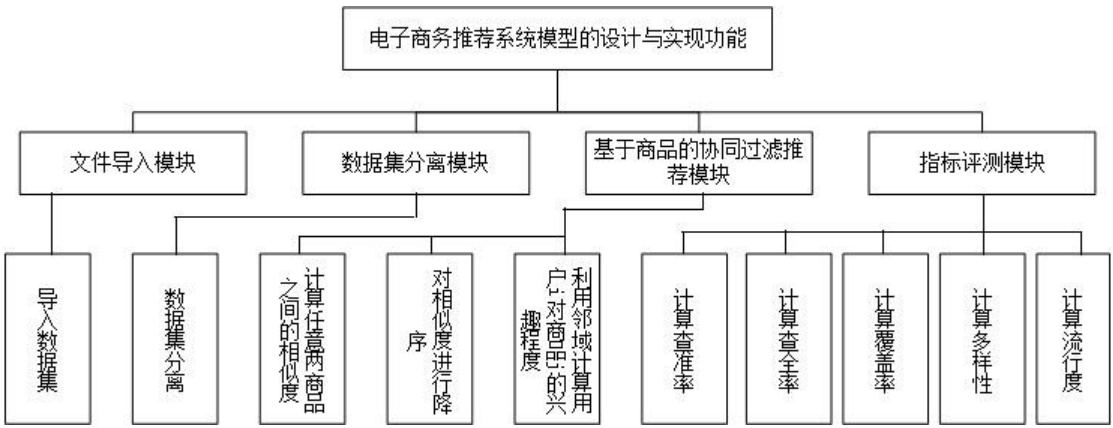 电子商务推荐系统模型的设计与实现功能
文件导入模块
数据集分离模块
基于商品的协同过滤推
荐模块
指标评测模块
导入数据集
数据集分离
计算任意两商品
之间的相似度
对相似度进行降
序
利用邻域计算用
户对商品的兴
趣程度
计算查准率
计算查全率
计算覆盖率
计算多样性
计算流行度